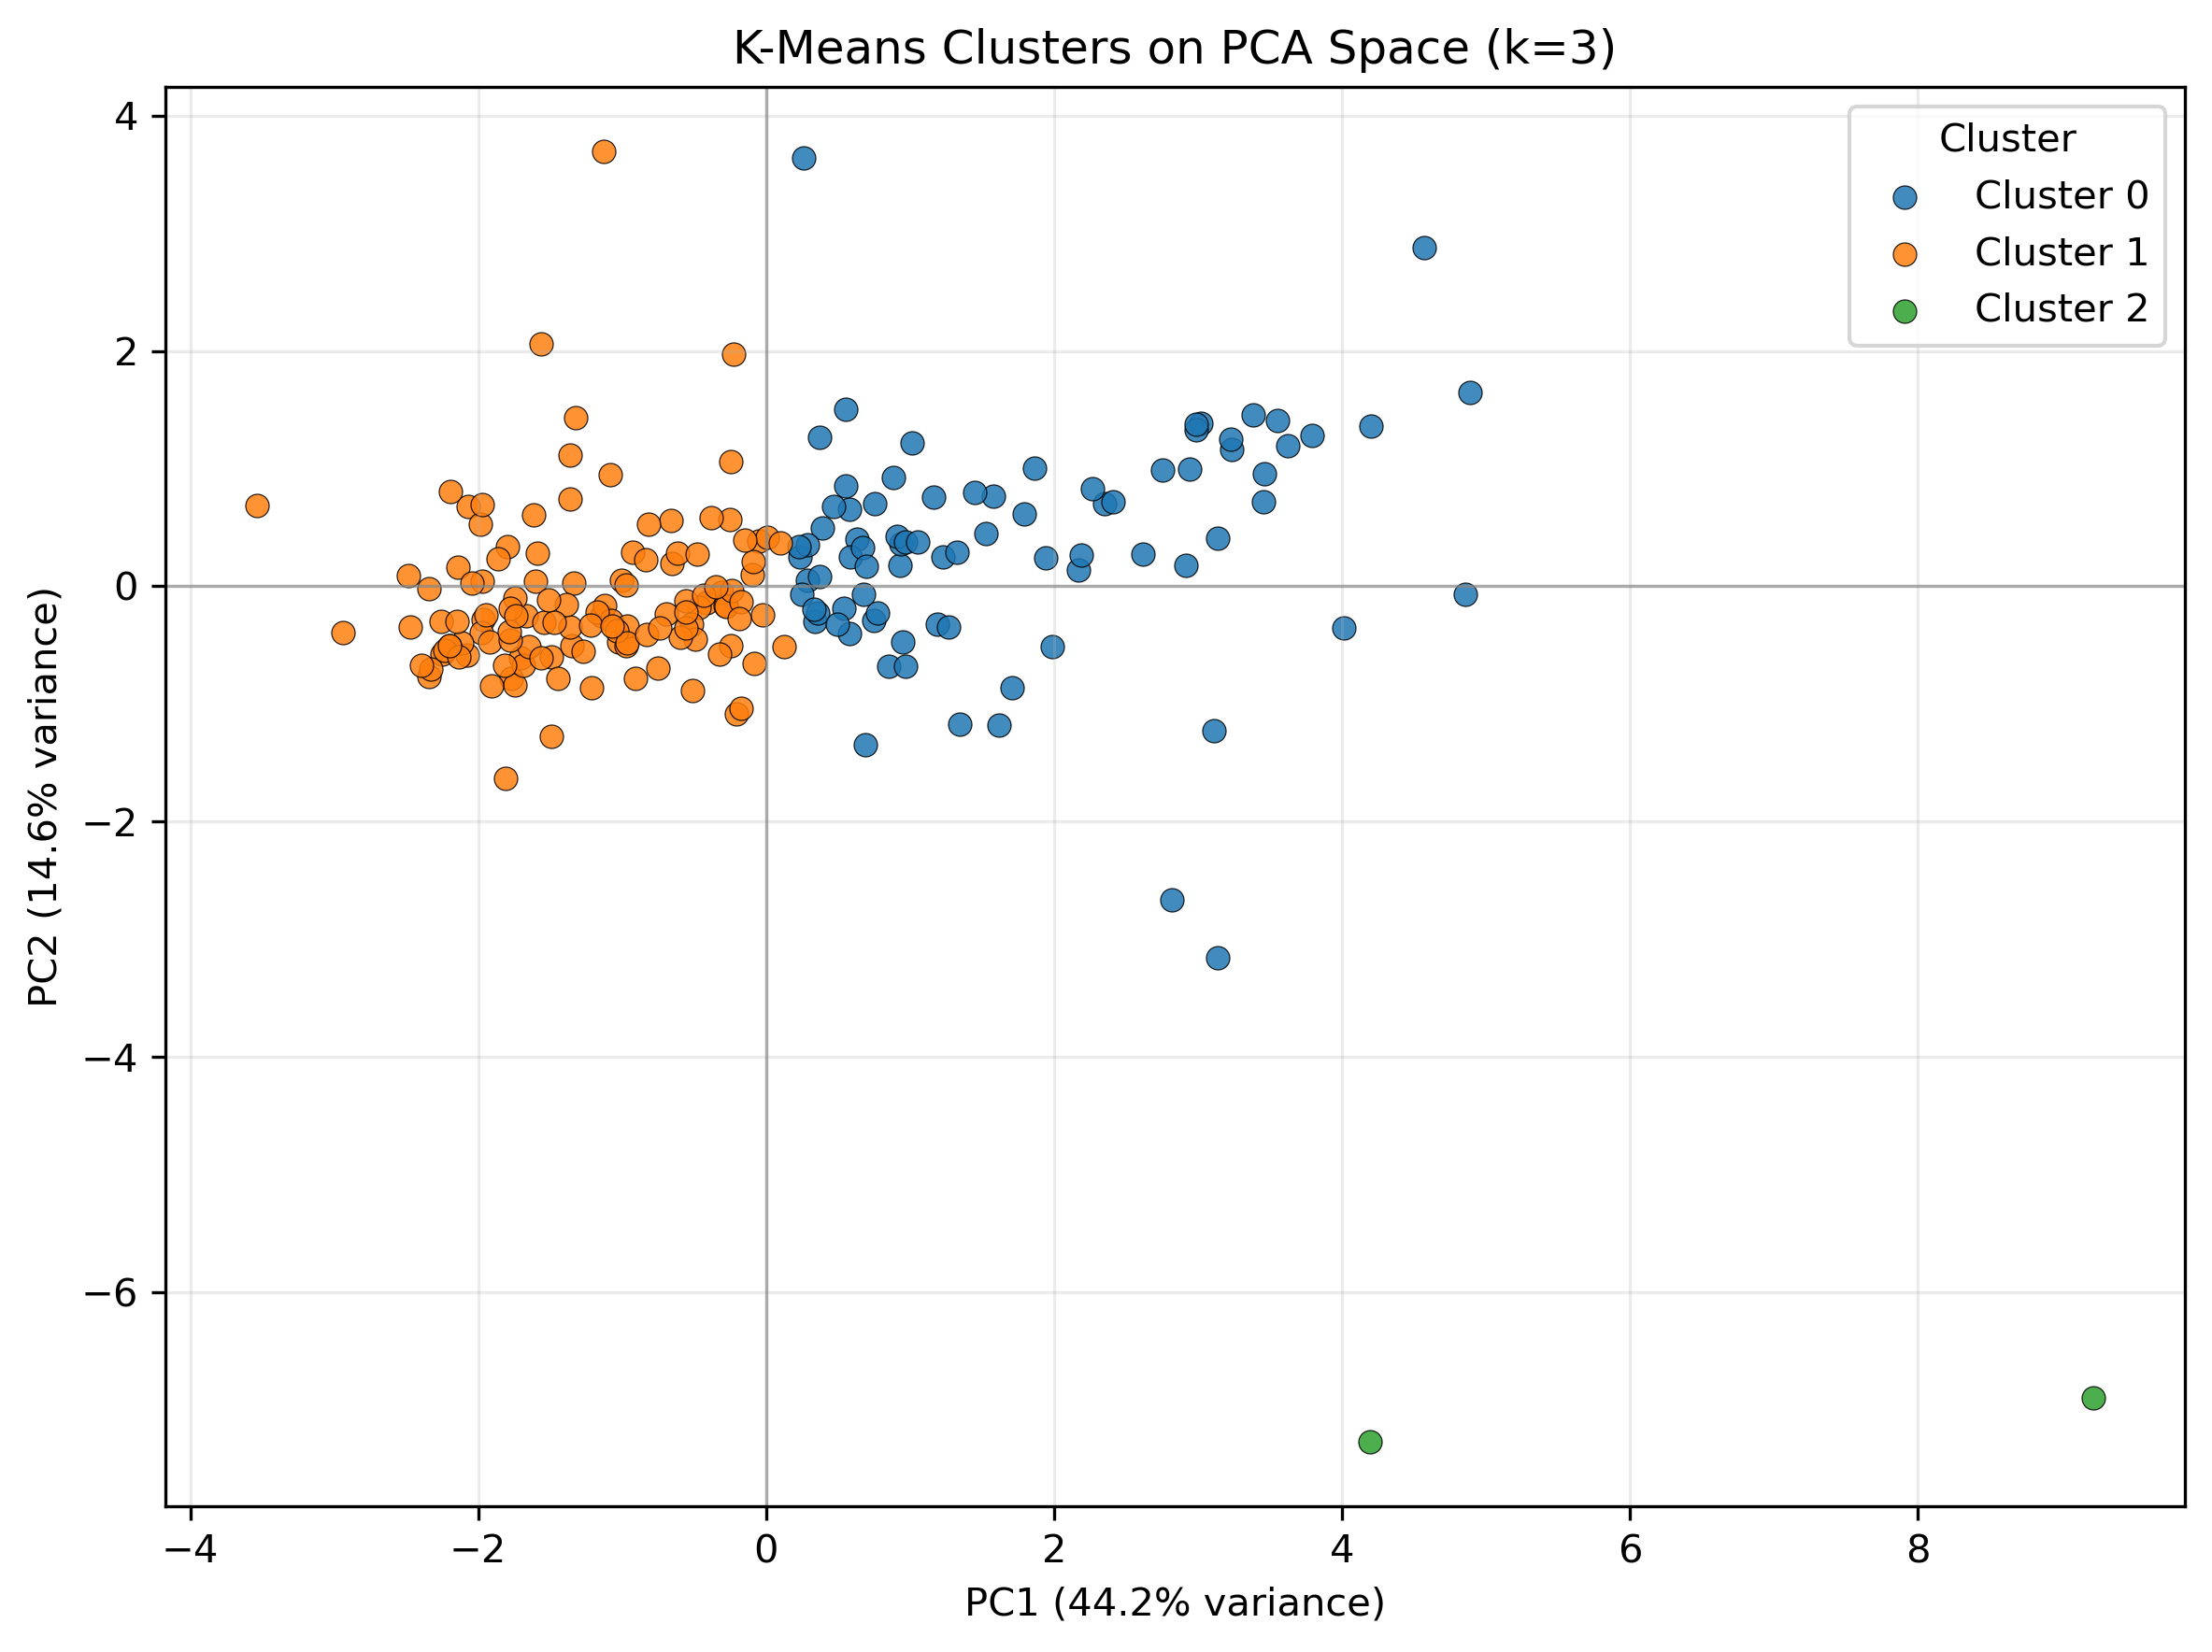 K-Means Clusters on PCA Space (k=3)
Cluster
Cluster 0
Cluster 1
Cluster 2
4
2
0
−2
−4
−6
PC2 (14.6% variance)
−4 −2 0 2 4 6 8
PC1 (44.2% variance)